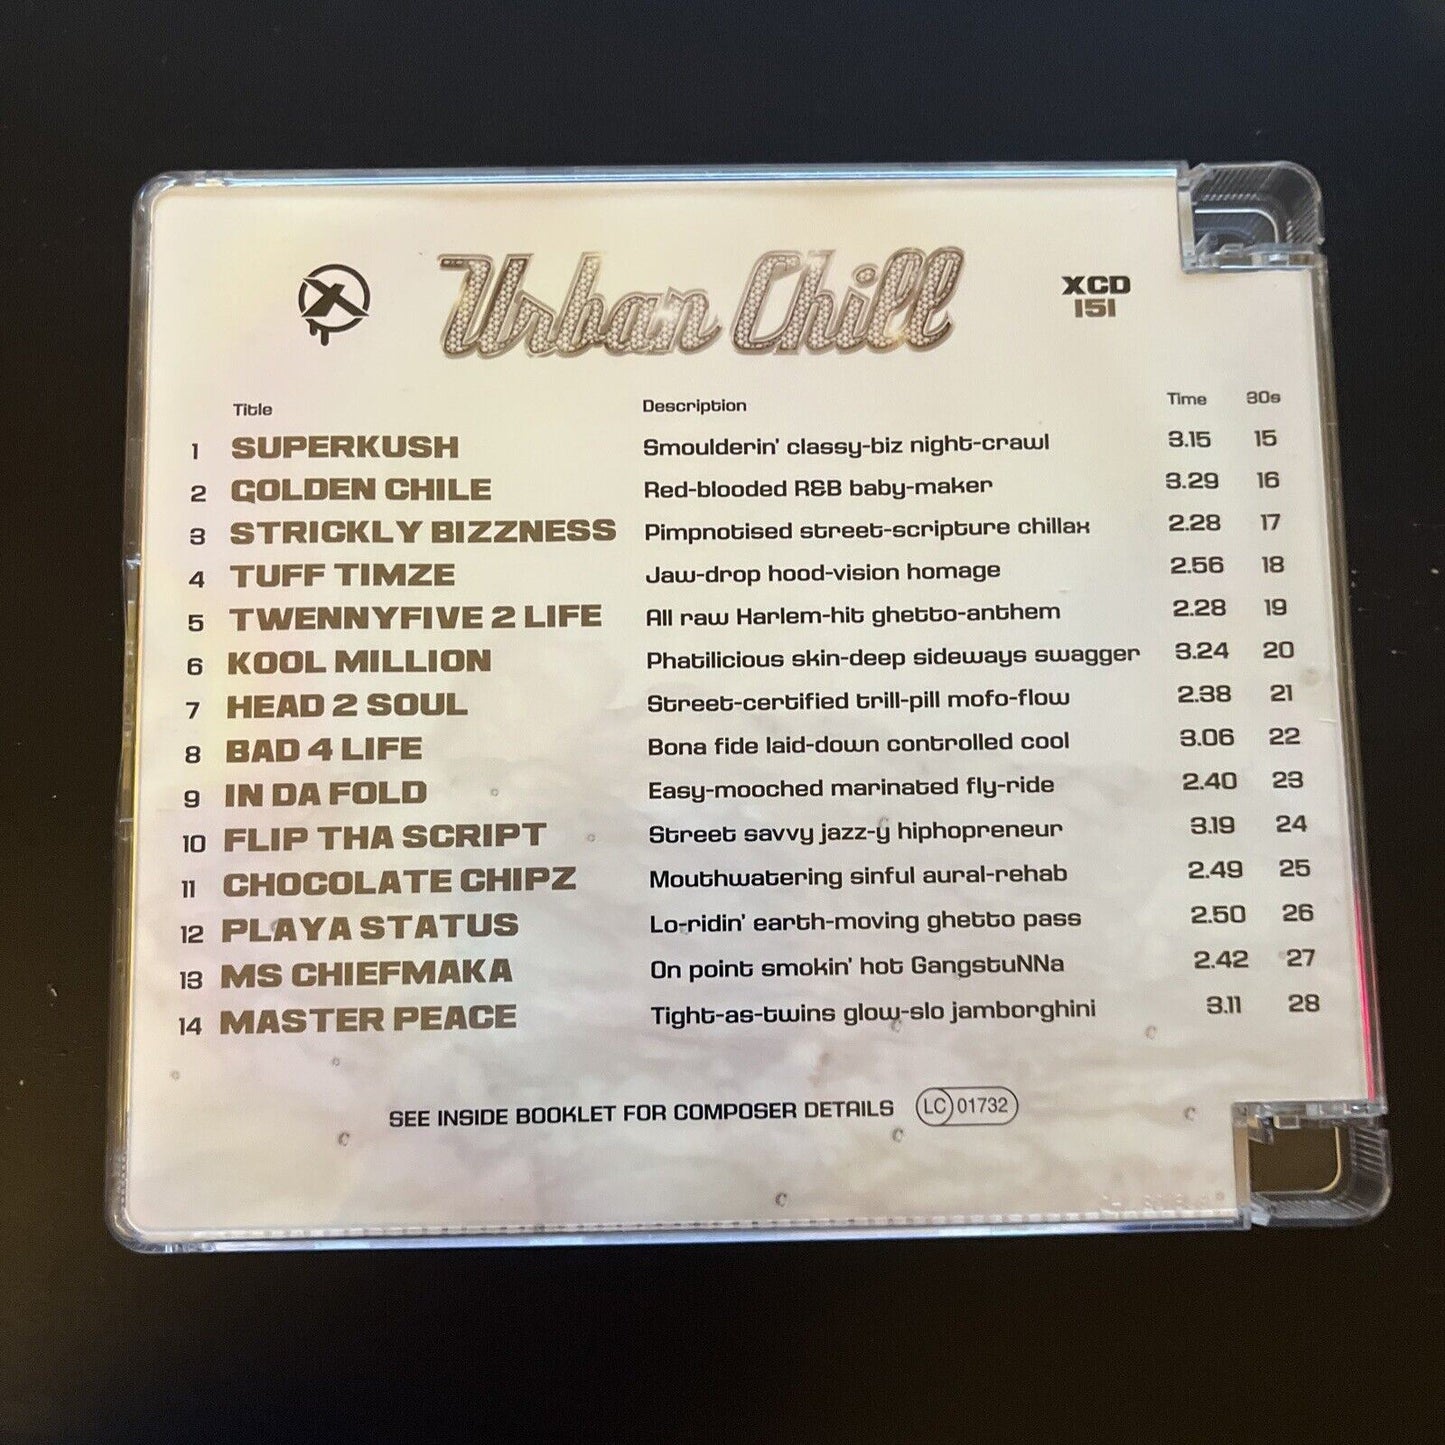 Urban Chill
XCD
151
Title Description Time 30s
1 SUPERKUSH Smoulderin' classy-biz night-crawl 3.15 15
2 GOLDEN CHILE Red-blooded R&B baby-maker 3.29 16
3 STRICKLY BIZZNESS Pimpnotised street-scripture chillax 2.28 17
4 TUFF TIMZE Jaw-drop hood-vision homage 2.56 18
5 TWENNYFIVE 2 LIFE All raw Harlem-hit ghetto-anthem 2.28 19
6 KOOL MILLION Phatilicious skin-deep sideways swagger 3.24 20
7 HEAD 2 SOUL Street-certified trill-pill mofo-flow 2.38 21
8 BAD 4 LIFE Bona fide laid-down controlled cool 3.06 22
9 IN DA FOLD Easy-mooched marinated fly-ride 2.40 23
10 FLIP THA SCRIPT Street savvy jazz-y hiphopreneur 3.19 24
11 CHOCOLATE CHIPZ Mouthwatering sinful aural-rehab 2.49 25
12 PLAYA STATUS Lo-ridin' earth-moving ghetto pass 2.50 26
13 MS CHIEFMAKA On point smokin' hot GangstuNNa 2.42 27
14 MASTER PEACE Tight-as-twins glow-slo jamborghini 3.11 28
SEE INSIDE BOOKLET FOR COMPOSER DETAILS LC 01732